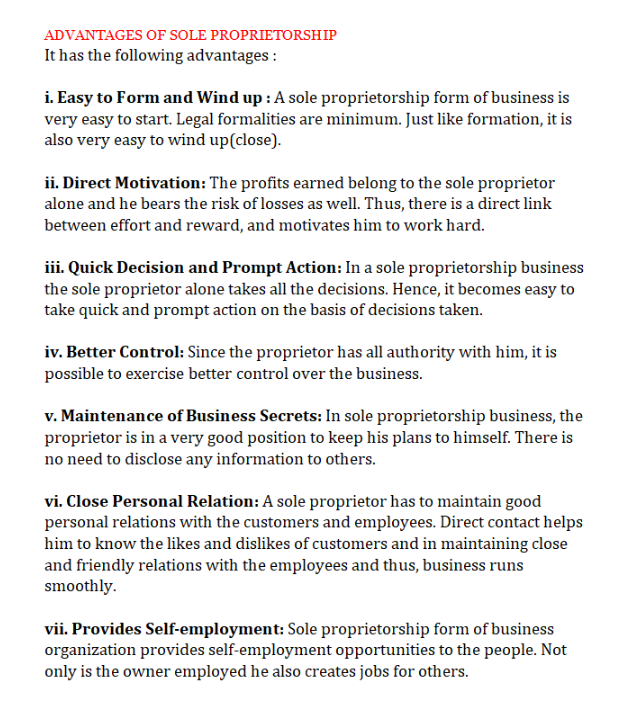 ADVANTAGES OF SOLE PROPRIETORSHIP
It has the following advantages :
i. Easy to Form and Wind up : A sole proprietorship form of business is
very easy to start. Legal formalities are minimum. Just like formation, it is
also very easy to wind up(close).
ii. Direct Motivation: The profits earned belong to the sole proprietor
alone and he bears the risk of losses as well. Thus, there is a direct link
between effort and reward, and motivates him to work hard.
iii. Quick Decision and Prompt Action: In a sole proprietorship business
the sole proprietor alone takes all the decisions. Hence, it becomes easy to
take quick and prompt action on the basis of decisions taken.
iv. Better Control: Since the proprietor has all authority with him, it is
possible to exercise better control over the business.
v. Maintenance of Business Secrets: In sole proprietorship business, the
proprietor is in a very good position to keep his plans to himself. There is
no need to disclose any information to others.
vi. Close Personal Relation: A sole proprietor has to maintain good
personal relations with the customers and employees. Direct contact helps
him to know the likes and dislikes of customers and in maintaining close
and friendly relations with the employees and thus, business runs
smoothly.
vii. Provides Self-employment: Sole proprietorship form of business
organization provides self-employment opportunities to the people. Not
only is the owner employed he also creates jobs for others.